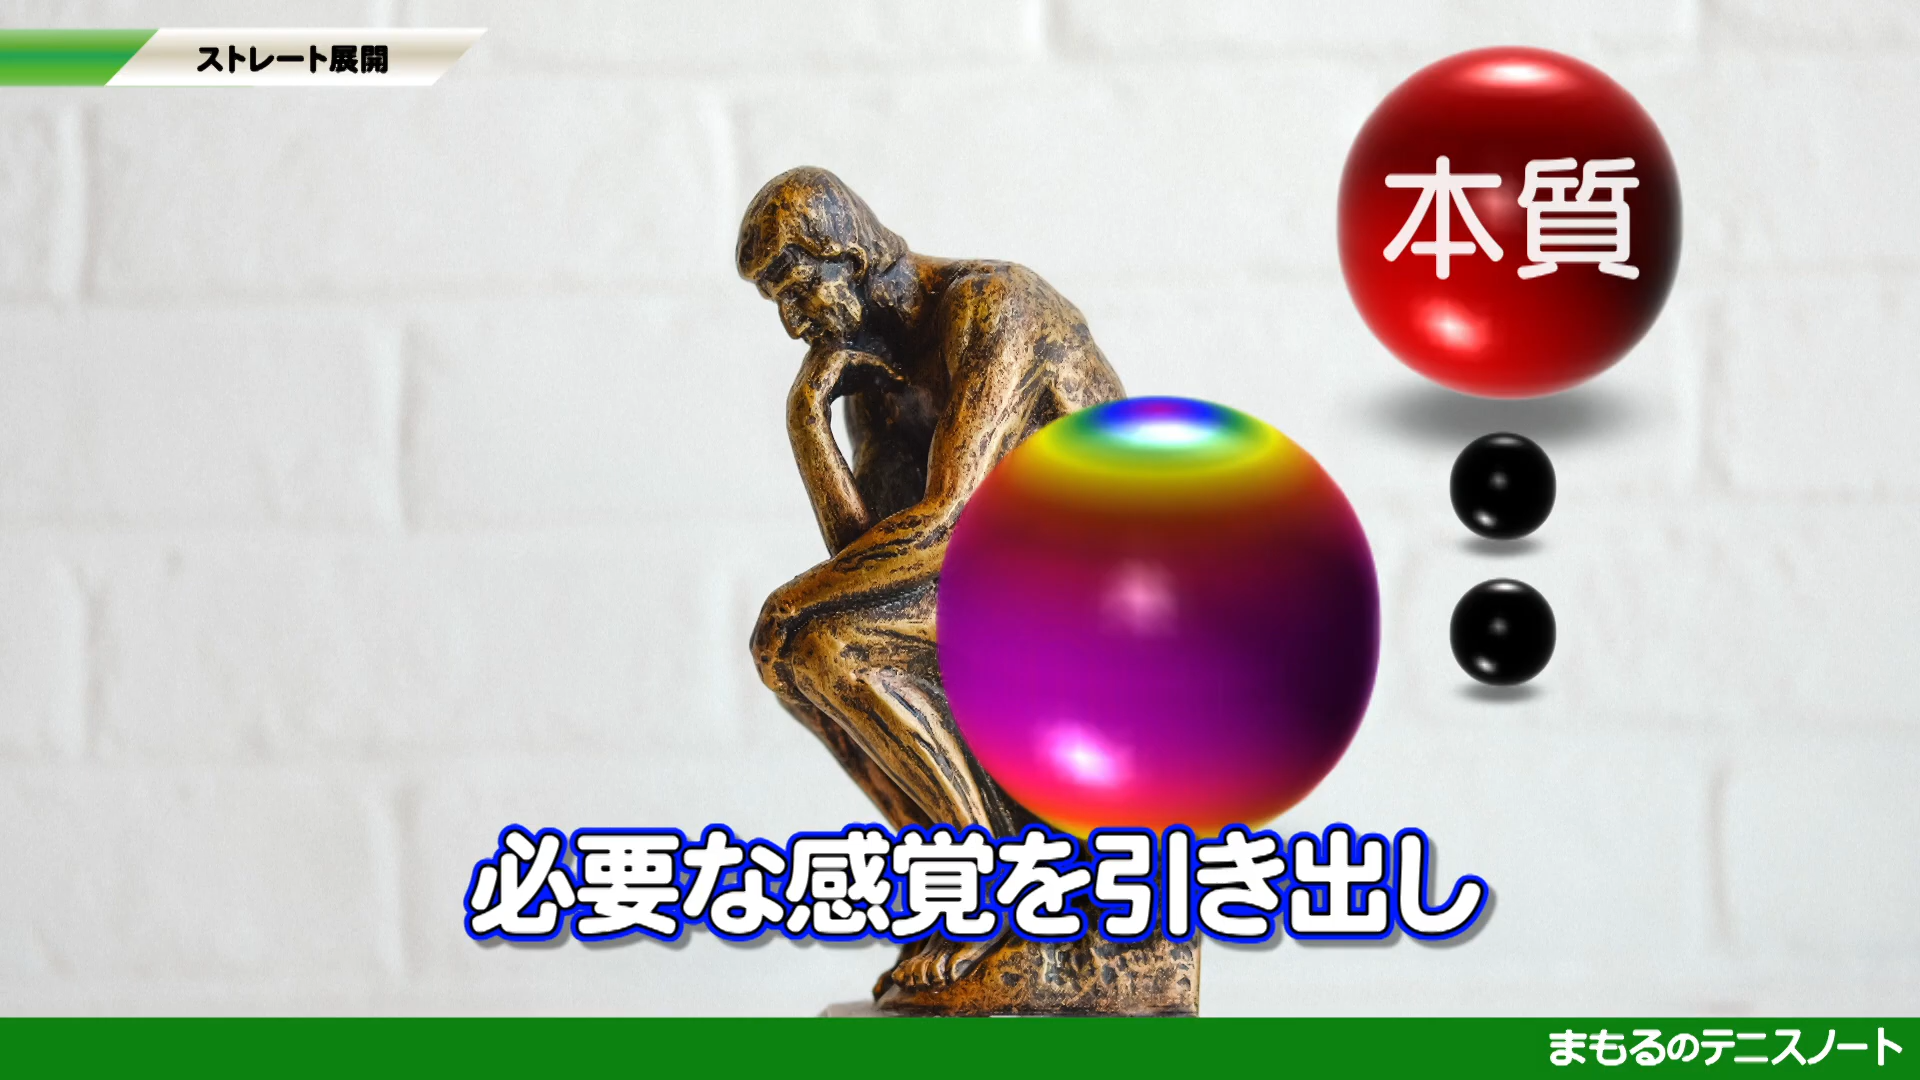 ストレート展開
本質
必要な感覚を引き出し
まもるのテニスノート